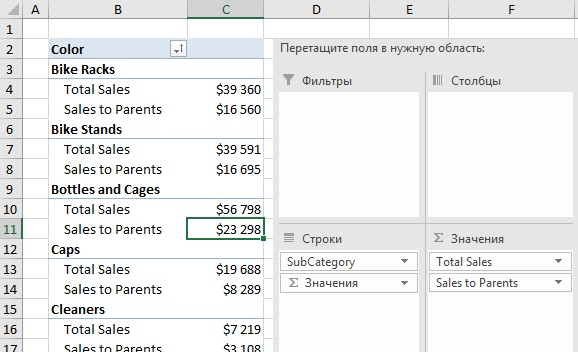 A B C D E F
1
2 Color Перетащите поля в нужную область:
3 Bike Racks
4 Total Sales $39 360 Фильтры Столбцы
5 Sales to Parents $16 560
6 Bike Stands
7 Total Sales $39 591
8 Sales to Parents $16 695
9 Bottles and Cages
10 Total Sales $56 798
11 Sales to Parents $23 298 Строки Σ Значения
12 Caps SubCategory Total Sales
13 Total Sales $19 688 Σ Значения Sales to Parents
14 Sales to Parents $8 289
15 Cleaners
16 Total Sales $7 219
17 Sales to Parents $3 108